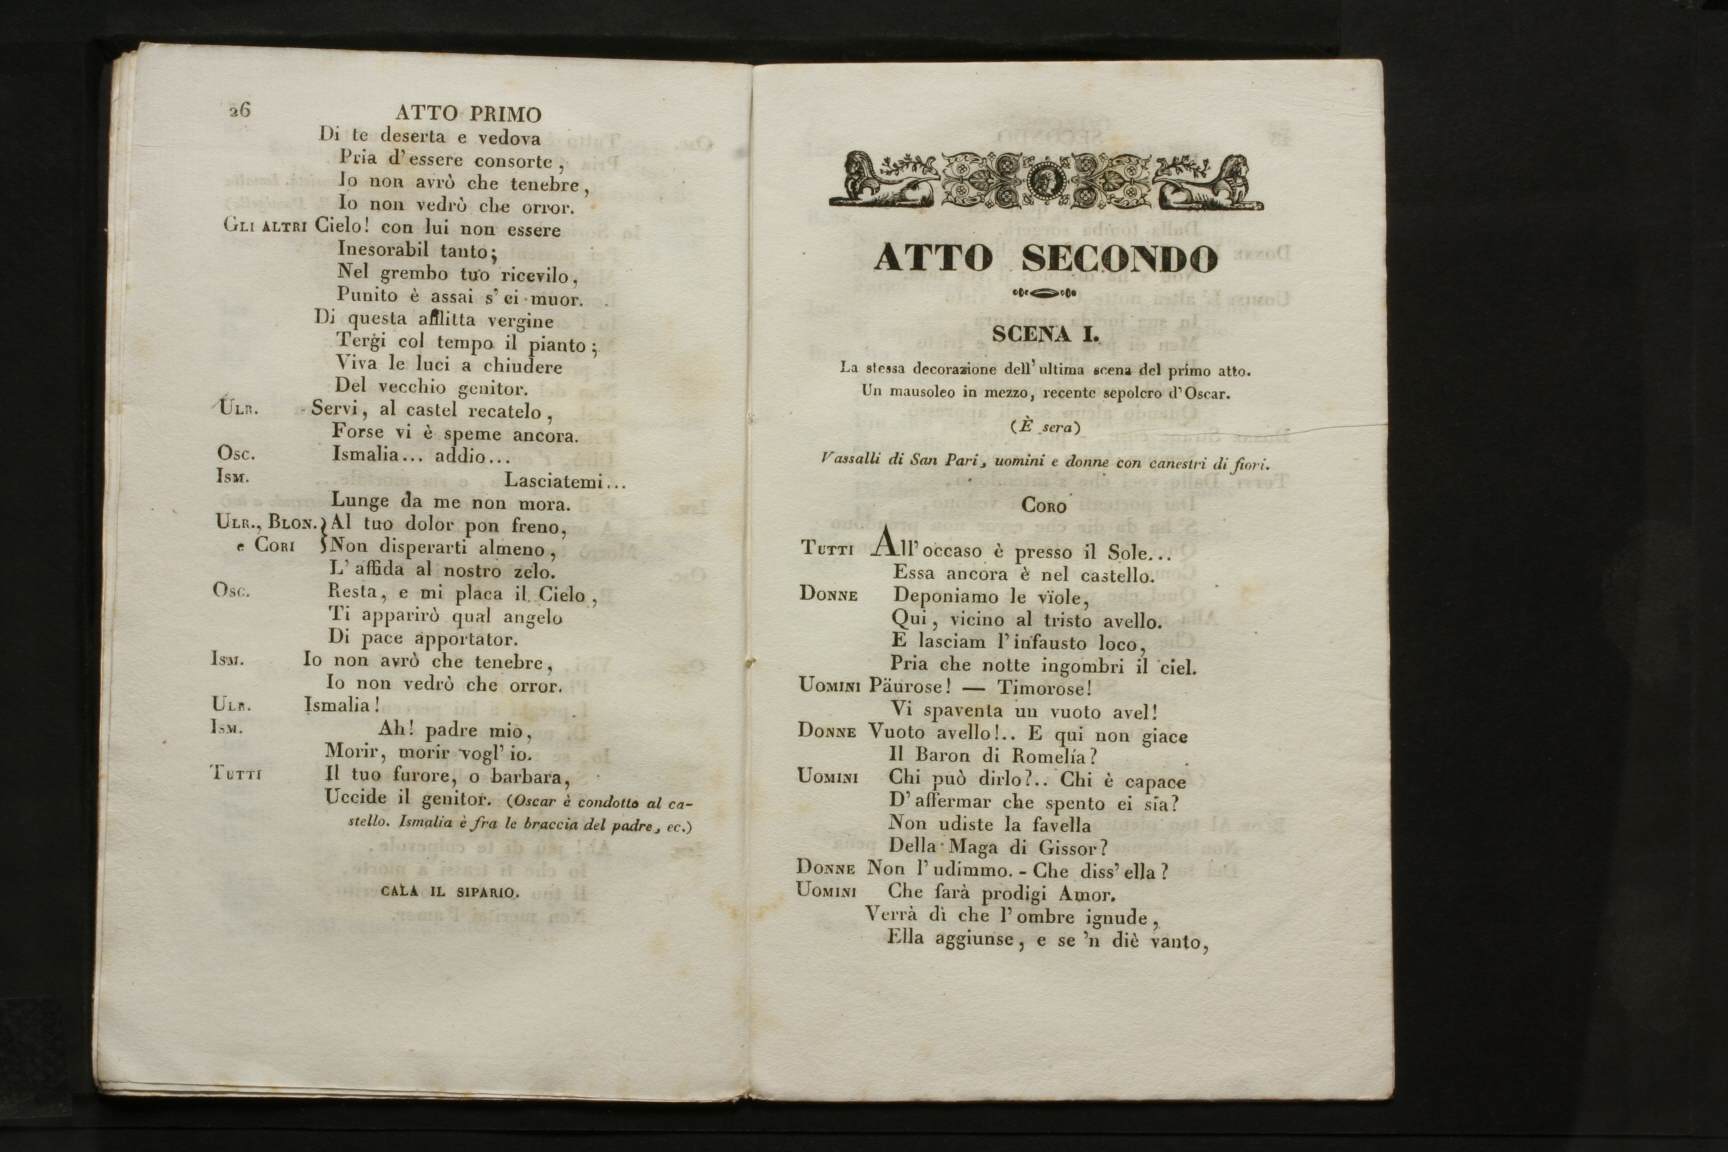 26
ATTO PRIMO
Di te deserta e vedova
Pria d'essere consorte,
Io non avrò che tenebre,
Io non vedrò che orror.
GLI ALTRI Cielo! con lui non essere
Inesorabil tanto;
Nel grembo tuo ricevilo,
Punito è assai s'ei muor.
Di questa afflitta vergine
Tergi col tempo il pianto;
Viva le luci a chiudere
Del vecchio genitor.
ULR. Servi, al castel recatelo,
Forse vi è speme ancora.
OSC. Ismalia... addio...
ISM. Lasciatemi...
Lunge da me non mora.
ULR., BLON. Al tuo dolor pon freno,
e CORI Non disperarti almeno,
L'affida al nostro zelo.
OSC. Resta, e mi placa il Cielo,
Ti apparirò qual angelo
Di pace apportator.
ISM. Io non avrò che tenebre,
Io non vedrò che orror.
ULR. Ismalia!
ISM. Ah! padre mio,
Morir, morir vogl'io.
TUTTI Il tuo furore, o barbara,
Uccide il genitor. (Oscar è condotto al ca-
stello. Ismalia è fra le braccia del padre, ec.)
CALA IL SIPARIO.
ATTO SECONDO
SCENA I.
La stessa decorazione dell'ultima scena del primo atto.
Un mausoleo in mezzo, recente sepolcro d'Oscar.
(È sera)
Vassalli di San Pari, uomini e donne con canestri di fiori.
CORO
TUTTI All'occaso è presso il Sole...
Essa ancora è nel castello.
DONNE Deponiamo le vïole,
Qui, vicino al tristo avello.
E lasciam l'infausto loco,
Pria che notte ingombri il ciel.
UOMINI Päurose! — Timorose!
Vi spaventa un vuoto avel!
DONNE Vuoto avello!.. E qui non giace
Il Baron di Romelía?
UOMINI Chi può dirlo?.. Chi è capace
D'affermar che spento ei sia?
Non udiste la favella
Della Maga di Gissor?
DONNE Non l'udimmo. - Che diss'ella?
UOMINI Che farà prodigi Amor.
Verrà dì che l'ombre ignude,
Ella aggiunse, e se 'n diè vanto,